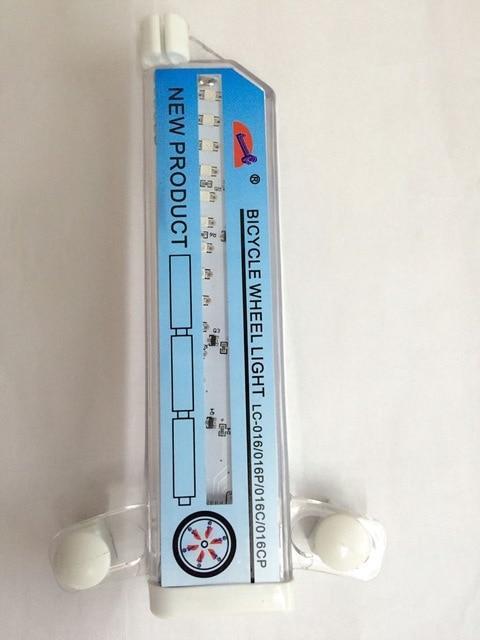 NEW PRODUCT
®
BICYCLE WHEEL LIGHT LC-016/016P/016C/016CP